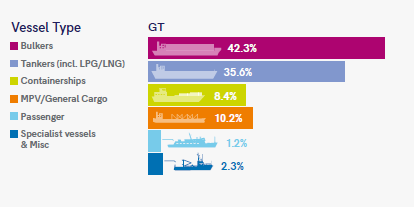 Vessel Type
GT
Bulkers
Tankers (incl. LPG/LNG)
Containerships
MPV/General Cargo
Passenger
Specialist vessels
& Misc
42.3%
35.6%
8.4%
10.2%
1.2%
2.3%